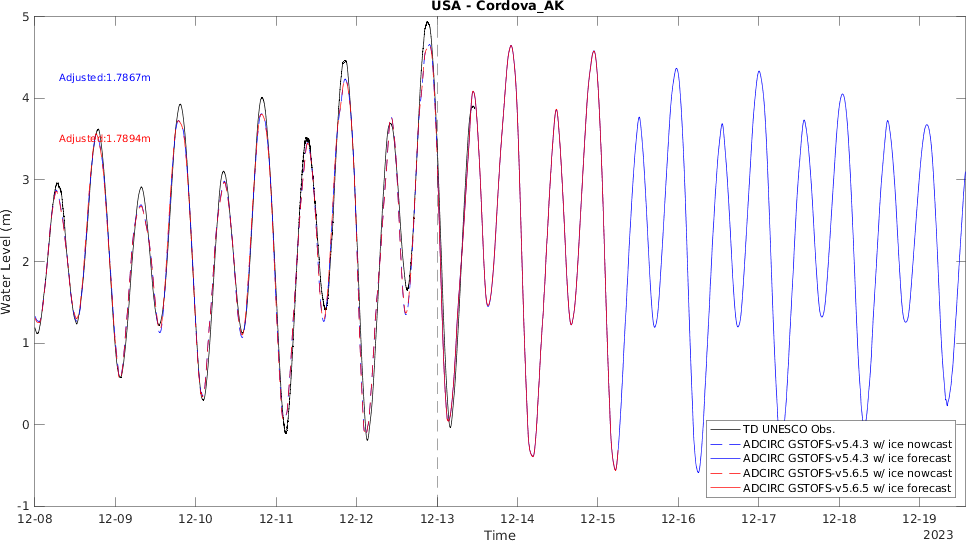 USA - Cordova_AK
Water Level (m)
5
4
3
2
1
0
-1
Adjusted:1.7867m
Adjusted:1.7894m
TD UNESCO Obs.
ADCIRC GSTOFS-v5.4.3 w/ ice nowcast
ADCIRC GSTOFS-v5.4.3 w/ ice forecast
ADCIRC GSTOFS-v5.6.5 w/ ice nowcast
ADCIRC GSTOFS-v5.6.5 w/ ice forecast
12-08 12-09 12-10 12-11 12-12 12-13 12-14 12-15 12-16 12-17 12-18 12-19
Time
2023